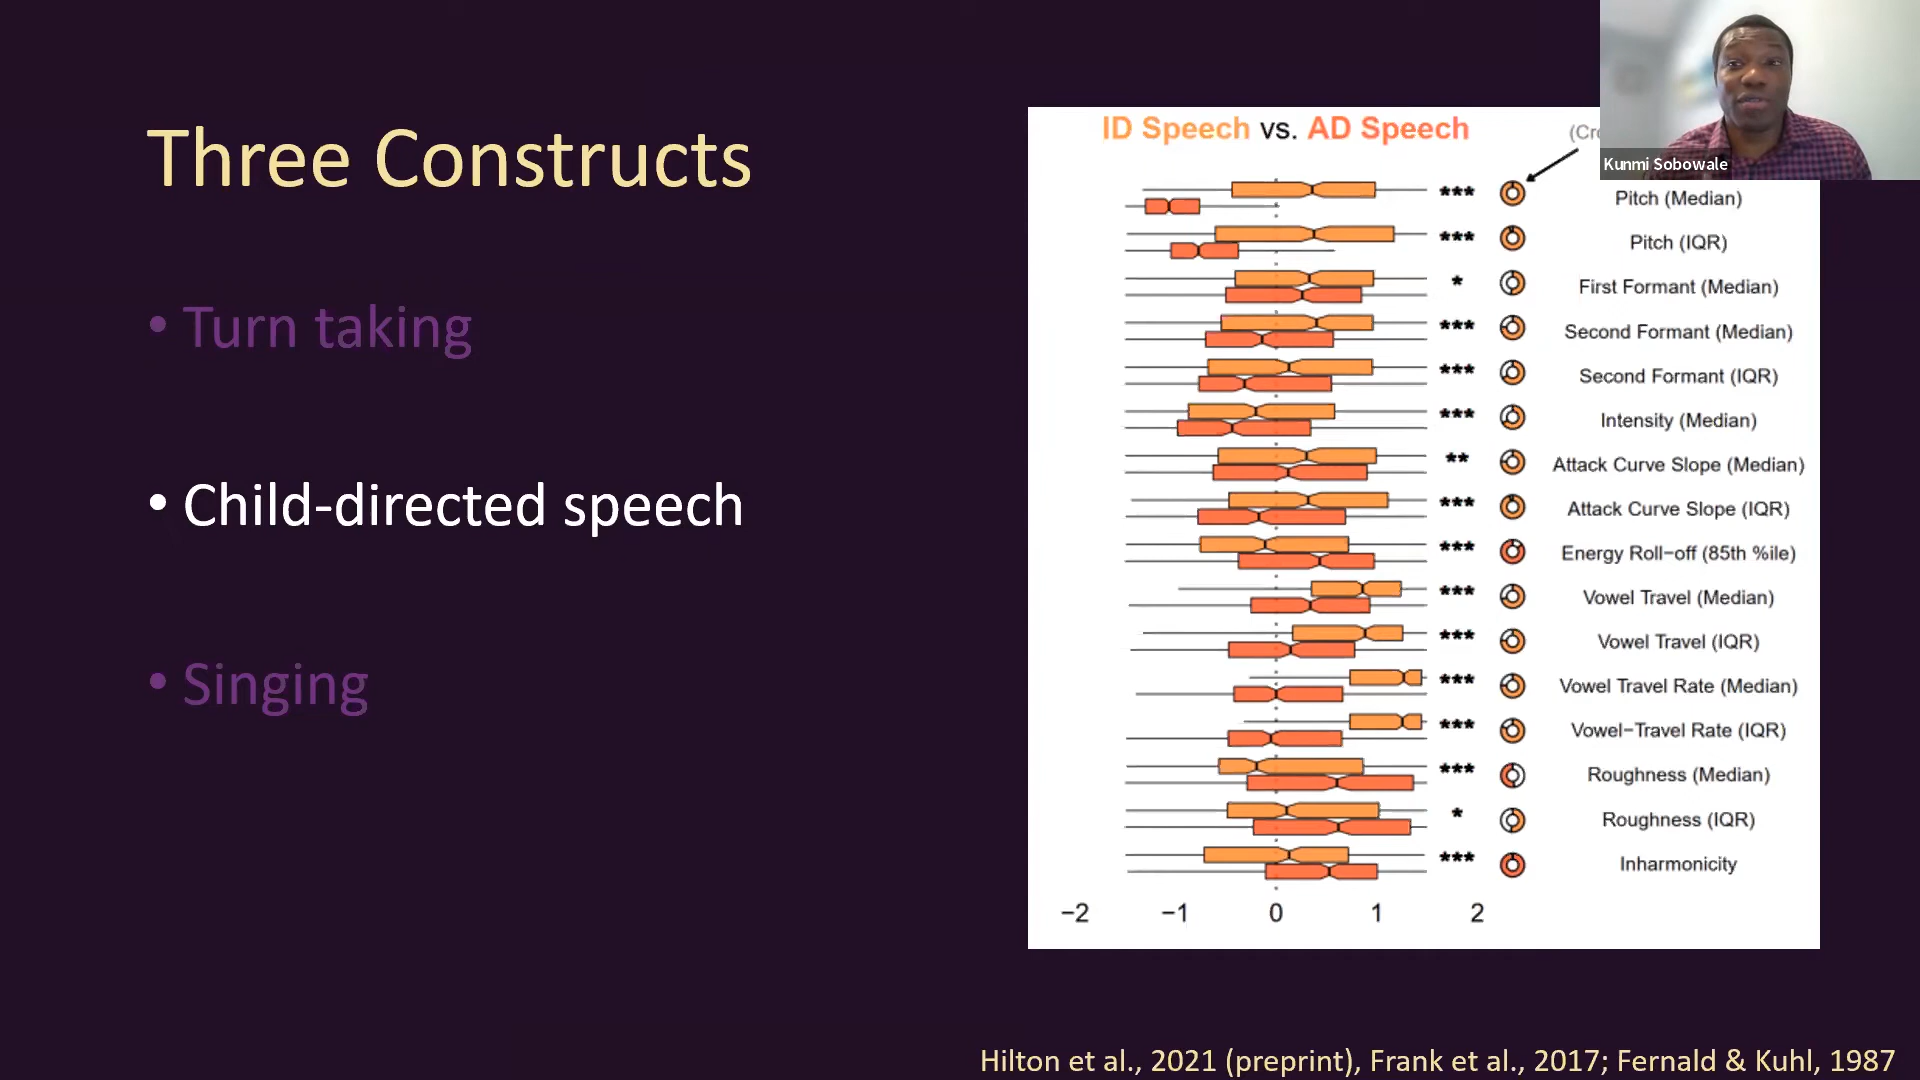 Three Constructs
• Turn taking
• Child-directed speech
• Singing
ID Speech vs. AD Speech
(Cro
Kunmi Sobowale
*** Pitch (Median)
*** Pitch (IQR)
* First Formant (Median)
*** Second Formant (Median)
*** Second Formant (IQR)
*** Intensity (Median)
** Attack Curve Slope (Median)
*** Attack Curve Slope (IQR)
*** Energy Roll−off (85th %ile)
*** Vowel Travel (Median)
*** Vowel Travel (IQR)
*** Vowel Travel Rate (Median)
*** Vowel−Travel Rate (IQR)
*** Roughness (Median)
* Roughness (IQR)
*** Inharmonicity
−2 −1 0 1 2
Hilton et al., 2021 (preprint), Frank et al., 2017; Fernald & Kuhl, 1987